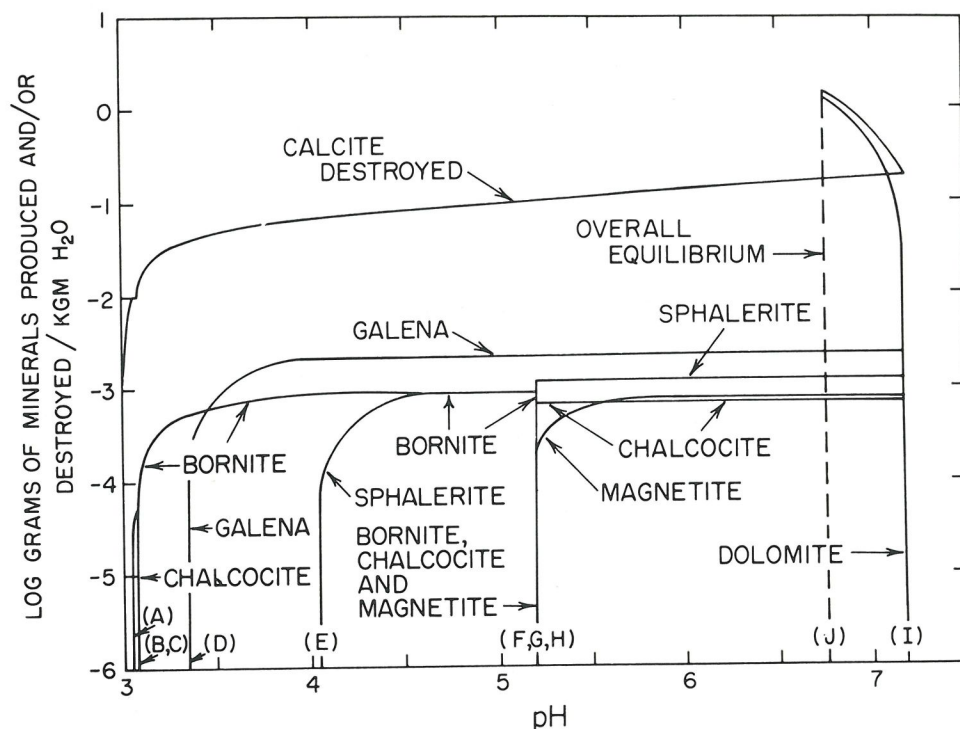 LOG GRAMS OF MINERALS PRODUCED AND/OR
DESTROYED / KGM H₂O
1
0
-1
-2
-3
-4
-5
-6
CALCITE
DESTROYED
OVERALL
EQUILIBRIUM
SPHALERITE
GALENA
BORNITE
BORNITE
CHALCOCITE
SPHALERITE
MAGNETITE
GALENA
BORNITE,
CHALCOCITE
AND
MAGNETITE
DOLOMITE
CHALCOCITE
(A)
(B,C)
(D)
(E)
(F,G,H)
(J)
(I)
3
4
5
6
7
pH